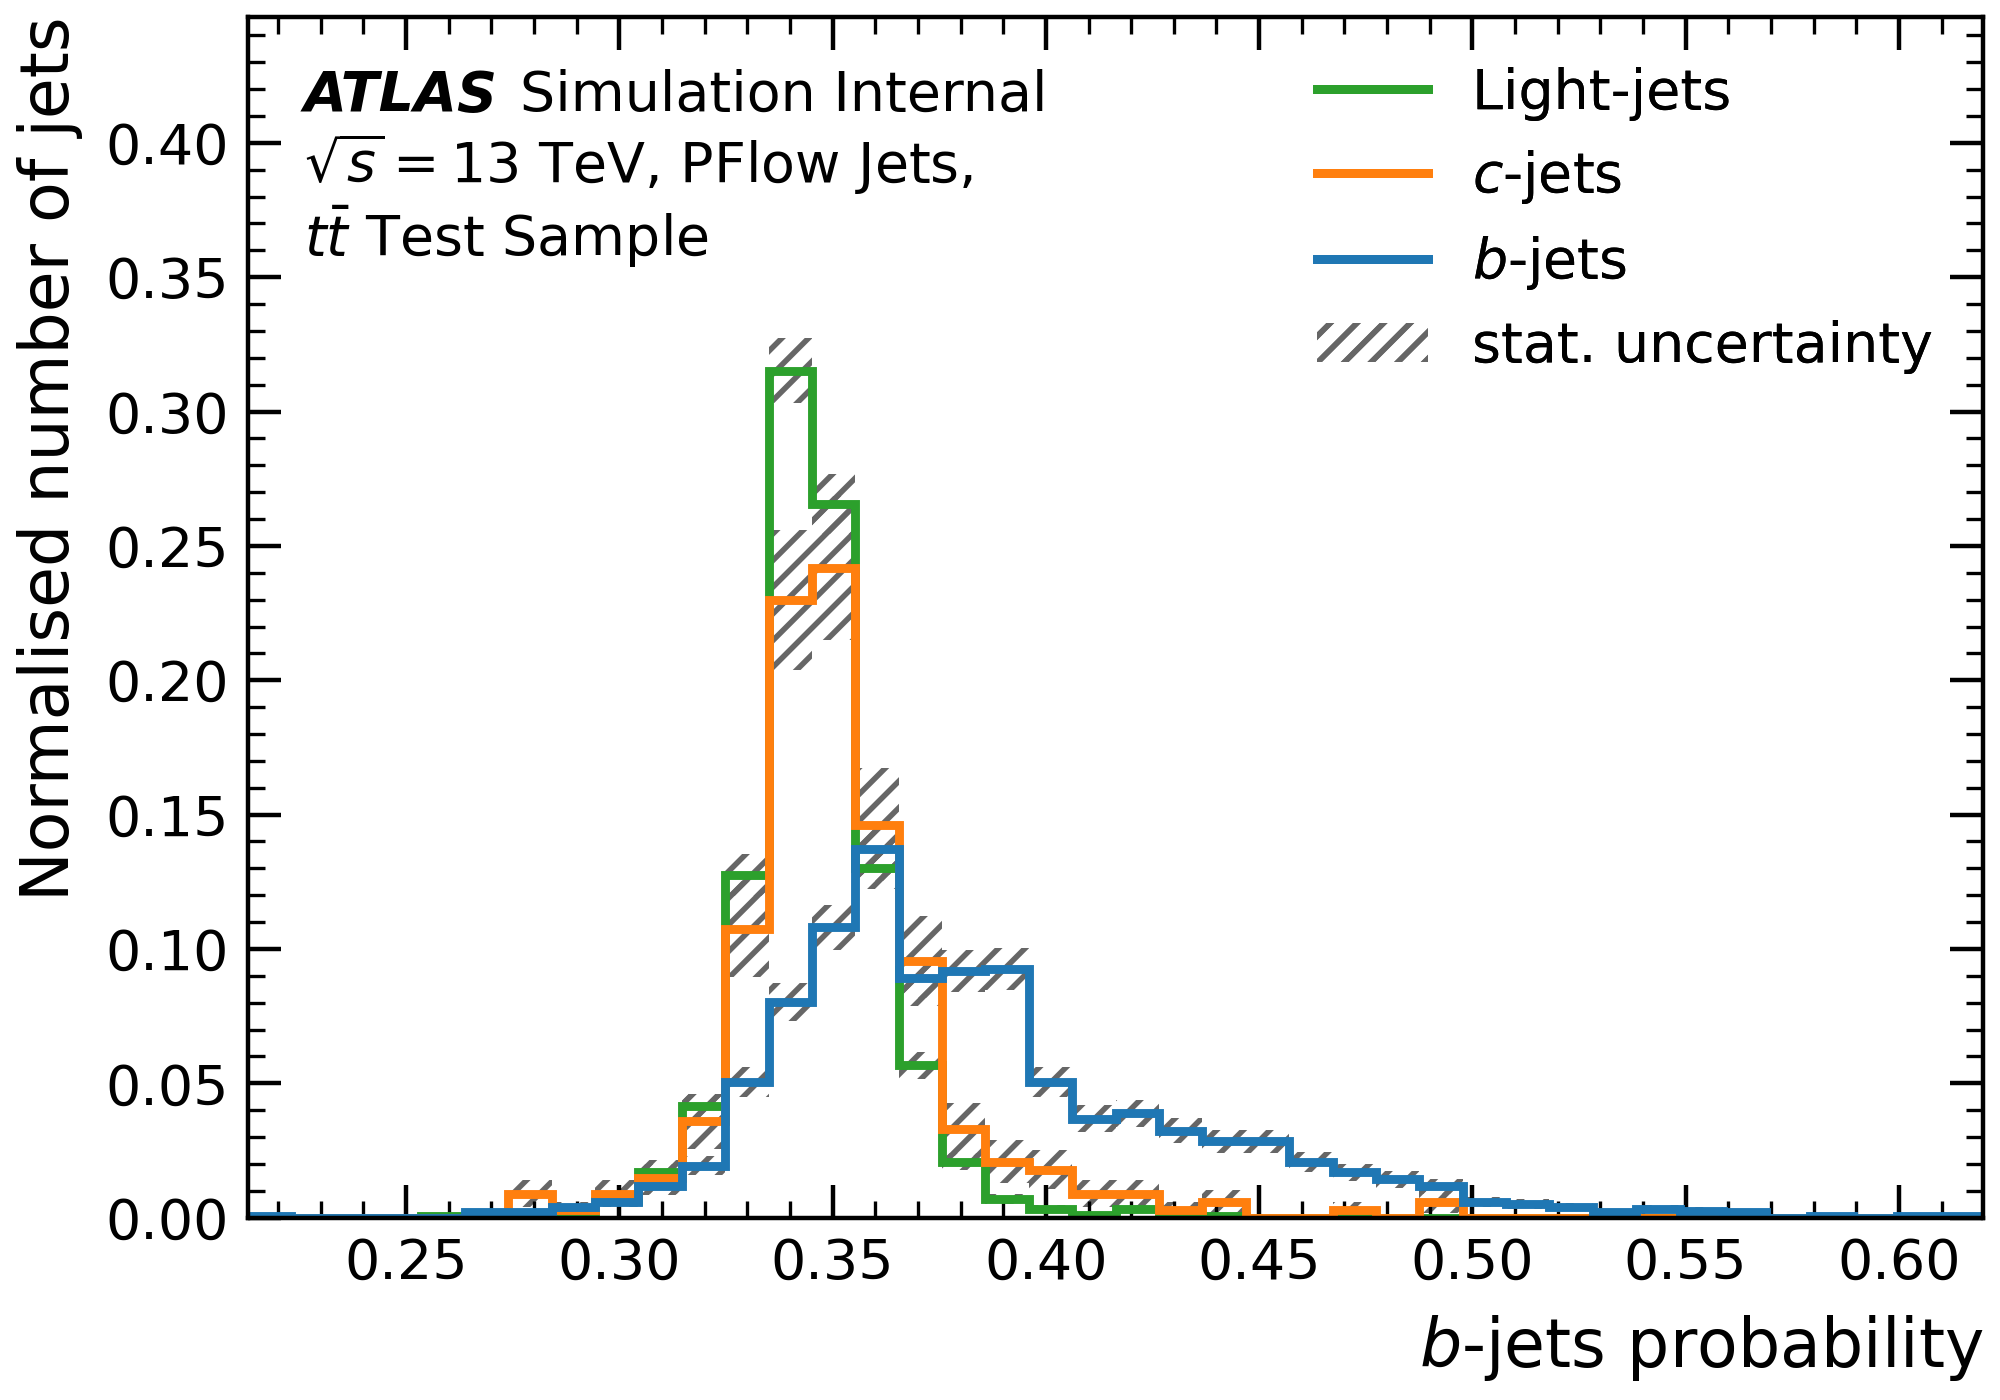 Normalised number of jets
0.40
0.35
0.30
0.25
0.20
0.15
0.10
0.05
0.00
ATLAS Simulation Internal
√s = 13 TeV, PFlow Jets,
tt̄ Test Sample
Light-jets
c-jets
b-jets
stat. uncertainty
0.25 0.30 0.35 0.40 0.45 0.50 0.55 0.60
b-jets probability